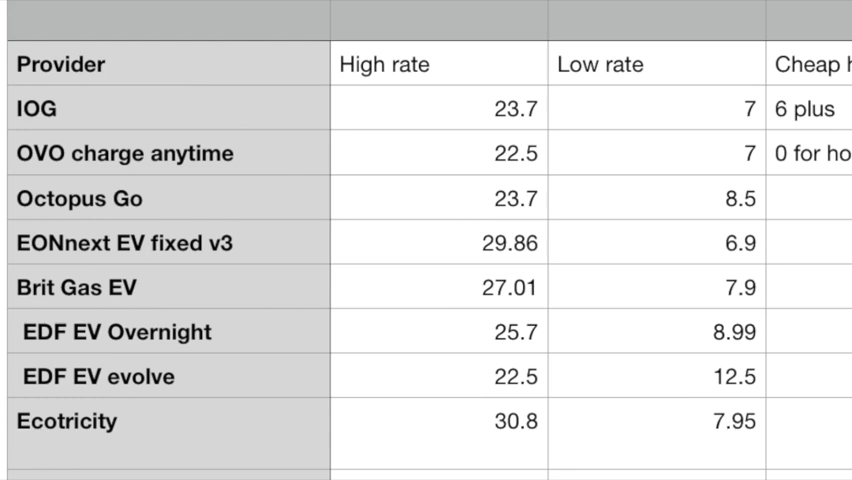 Provider High rate Low rate Cheap
IOG 23.7 7 6 plus
OVO charge anytime 22.5 7 0 for ho
Octopus Go 23.7 8.5
EONnext EV fixed v3 29.86 6.9
Brit Gas EV 27.01 7.9
EDF EV Overnight 25.7 8.99
EDF EV evolve 22.5 12.5
Ecotricity 30.8 7.95